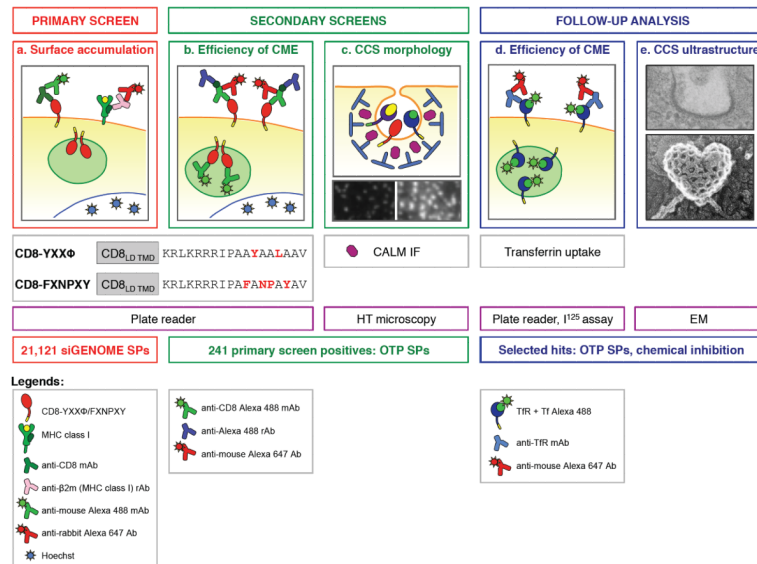 PRIMARY SCREEN
SECONDARY SCREENS
FOLLOW-UP ANALYSIS
a. Surface accumulation
b. Efficiency of CME
c. CCS morphology
d. Efficiency of CME
e. CCS ultrastructure
CD8-YXXΦ CD8LD TMD KRLKRRRIPAAYAALAAV
CD8-FXNPXY CD8LD TMD KRLKRRRIPAAFANPAYAAV
CALM IF
Transferrin uptake
Plate reader
HT microscopy
Plate reader, I125 assay
EM
21,121 siGENOME SPs
241 primary screen positives: OTP SPs
Selected hits: OTP SPs, chemical inhibition
Legends:
CD8-YXXΦ/FXNPXY
MHC class I
anti-CD8 mAb
anti-β2m (MHC class I) rAb
anti-mouse Alexa 488 mAb
anti-rabbit Alexa 647 Ab
Hoechst
anti-CD8 Alexa 488 mAb
anti-Alexa 488 rAb
anti-mouse Alexa 647 Ab
TfR + Tf Alexa 488
anti-TfR mAb
anti-mouse Alexa 647 Ab